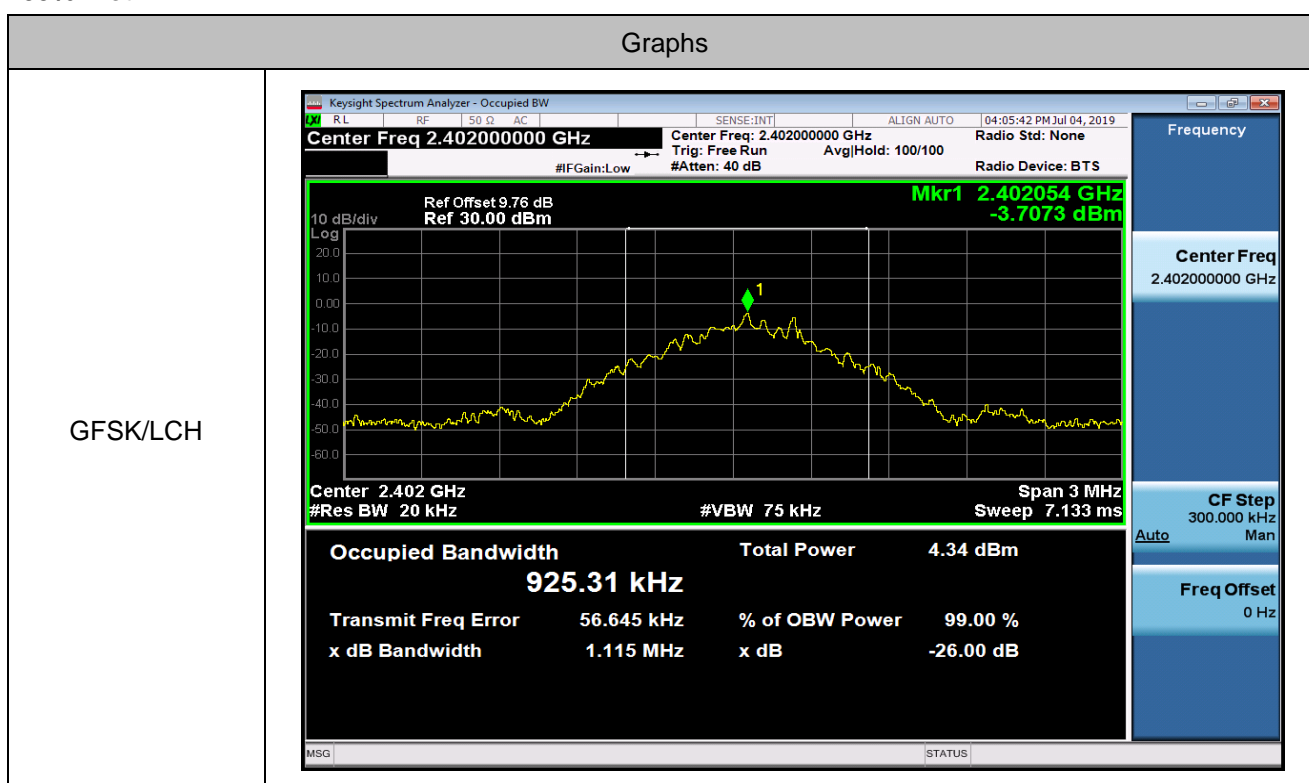 Graphs
GFSK/LCH
Keysight Spectrum Analyzer - Occupied BW
LXI RL RF 50 Ω AC SENSE:INT ALIGN AUTO 04:05:42 PM Jul 04, 2019
Center Freq 2.402000000 GHz
Center Freq: 2.402000000 GHz
Radio Std: None
Trig: Free Run Avg|Hold: 100/100
#IFGain:Low #Atten: 40 dB
Radio Device: BTS
Mkr1 2.402054 GHz
-3.7073 dBm
Ref Offset 9.76 dB
10 dB/div Ref 30.00 dBm
Log
20.0
10.0
0.00
-10.0
-20.0
-30.0
-40.0
-50.0
-60.0
1
Center 2.402 GHz Span 3 MHz
#Res BW 20 kHz #VBW 75 kHz Sweep 7.133 ms
Occupied Bandwidth Total Power 4.34 dBm
925.31 kHz
Transmit Freq Error 56.645 kHz % of OBW Power 99.00 %
x dB Bandwidth 1.115 MHz x dB -26.00 dB
MSG STATUS
Frequency
Center Freq
2.402000000 GHz
CF Step
300.000 kHz
Auto Man
Freq Offset
0 Hz